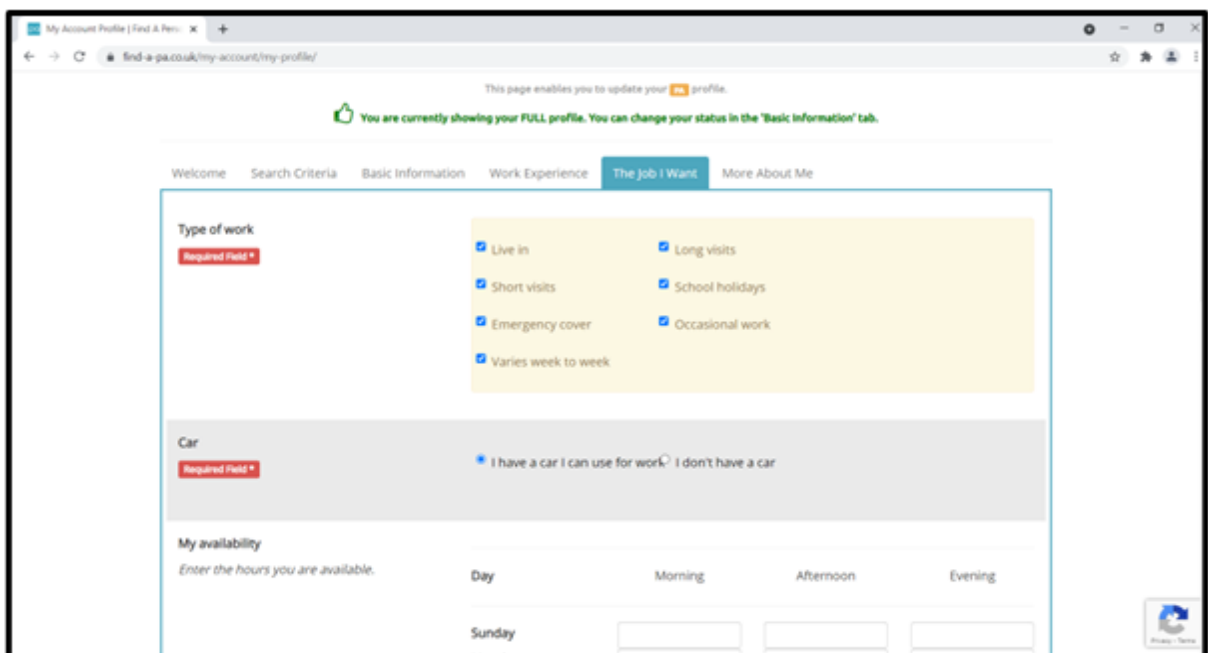 My Account Profile | Find A Pers
find-a-pa.co.uk/my-account/my-profile/
This page enables you to update your PA profile.
You are currently showing your FULL profile. You can change your status in the 'Basic Information' tab.
Welcome Search Criteria Basic Information Work Experience The Job I Want More About Me
Type of work
Required Field *
Live in Long visits
Short visits School holidays
Emergency cover Occasional work
Varies week to week
Car
Required Field *
I have a car I can use for work I don't have a car
My availability
Enter the hours you are available.
Day Morning Afternoon Evening
Sunday
Privacy - Terms